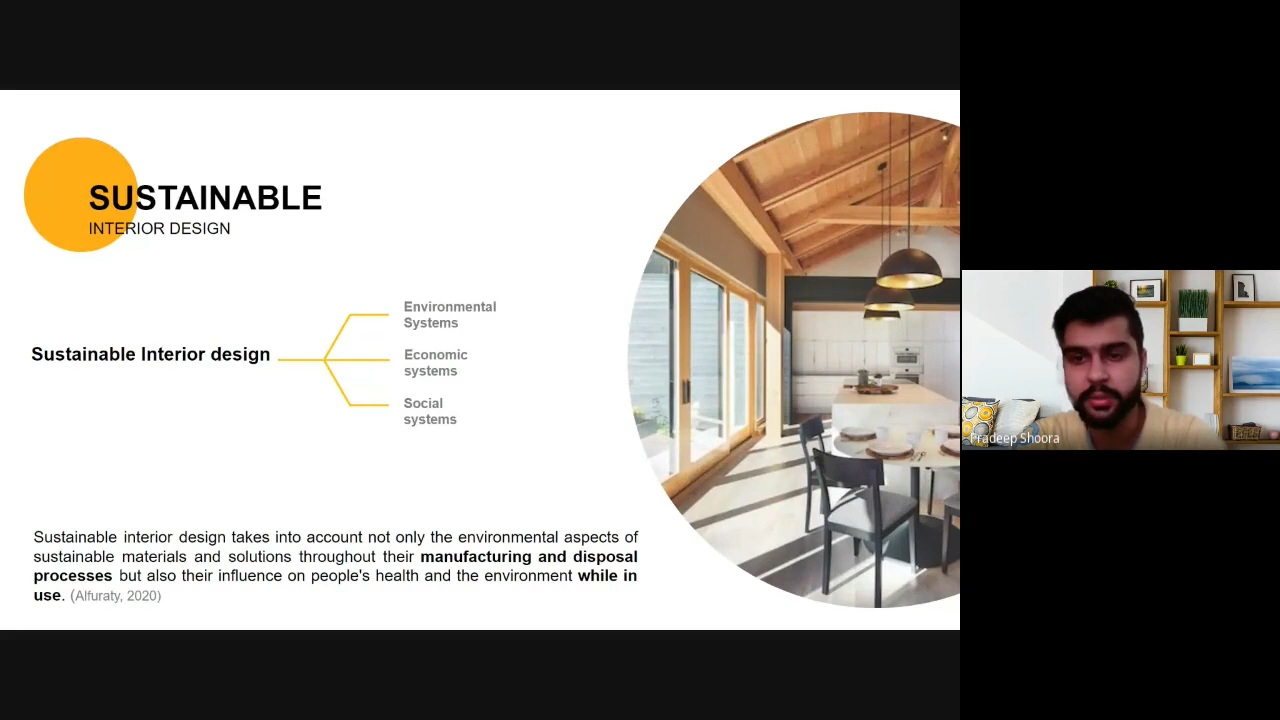 SUSTAINABLE
INTERIOR DESIGN
Environmental
Systems
Sustainable Interior design
Economic
systems
Social
systems
Sustainable interior design takes into account not only the environmental aspects of
sustainable materials and solutions throughout their manufacturing and disposal
processes but also their influence on people's health and the environment while in
use. (Alfuraty, 2020)
Pradeep Shoora